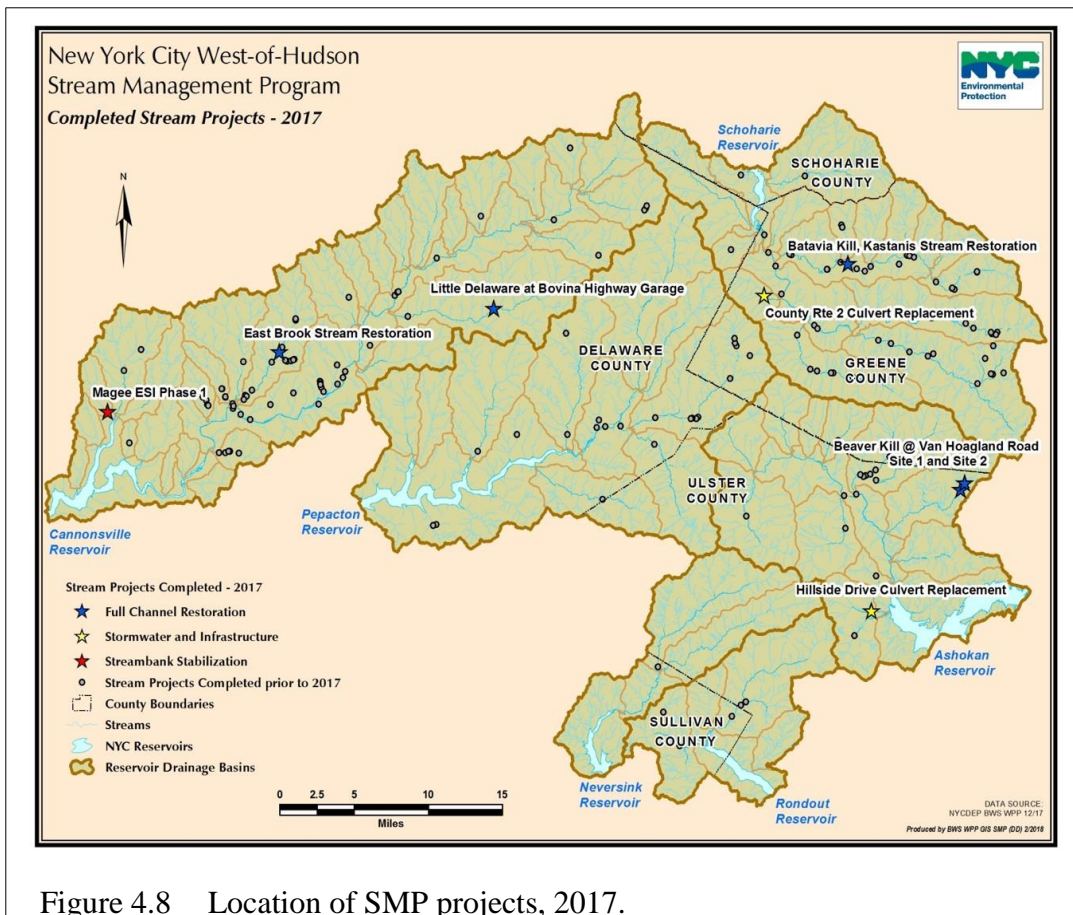 New York City West-of-Hudson
Stream Management Program
Completed Stream Projects - 2017
NYC
Environmental
Protection
N
Schoharie
Reservoir
SCHOHARIE
COUNTY
Batavia Kill, Kastanis Stream Restoration
Little Delaware at Bovina Highway Garage
County Rte 2 Culvert Replacement
East Brook Stream Restoration
DELAWARE
COUNTY
GREENE
COUNTY
Magee ESI Phase 1
Beaver Kill @ Van Hoagland Road
Site 1 and Site 2
ULSTER
COUNTY
Pepacton
Reservoir
Cannonsville
Reservoir
Hillside Drive Culvert Replacement
Ashokan
Reservoir
SULLIVAN
COUNTY
Neversink
Reservoir
Rondout
Reservoir
Stream Projects Completed - 2017
Full Channel Restoration
Stormwater and Infrastructure
Streambank Stabilization
Stream Projects Completed prior to 2017
County Boundaries
Streams
NYC Reservoirs
Reservoir Drainage Basins
0 2.5 5 10 15
Miles
DATA SOURCE:
NYCDEP BWS WPP 12/17
Produced by BWS WPP GIS SMP (DD) 2/2018
Figure 4.8 Location of SMP projects, 2017.